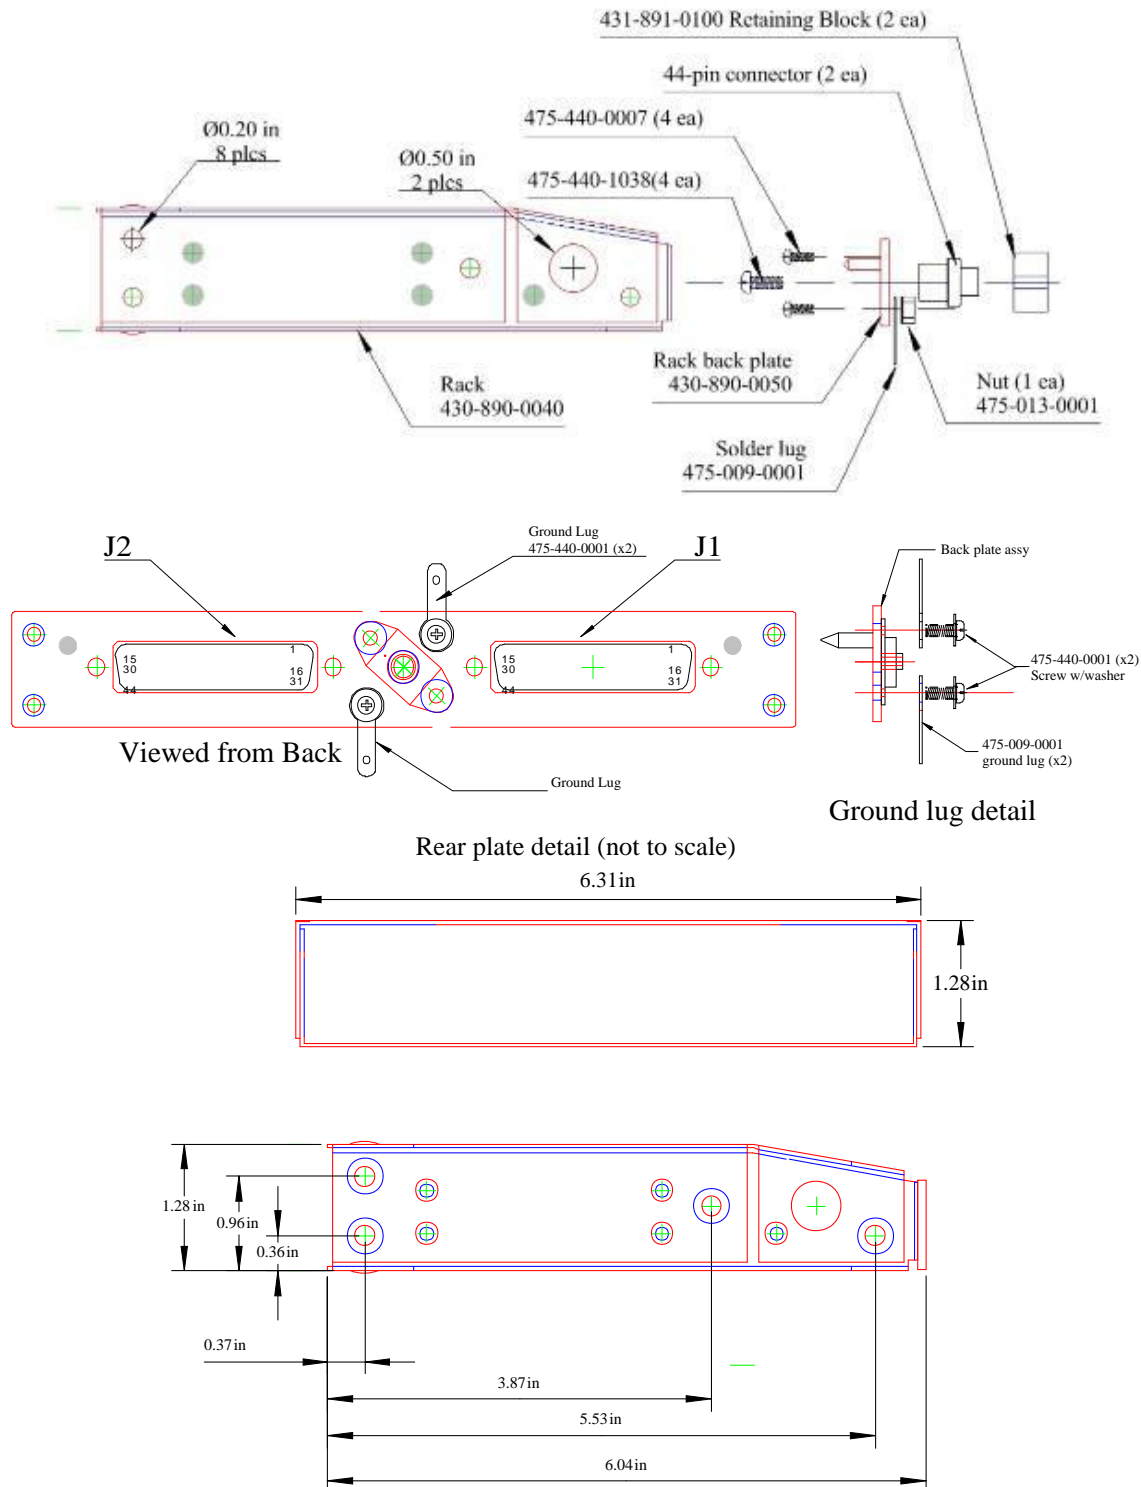 431-891-0100 Retaining Block (2 ea)
44-pin connector (2 ea)
475-440-0007 (4 ea)
Ø0.20 in
8 plcs
Ø0.50 in
2 plcs
475-440-1038(4 ea)
Rack back plate
430-890-0050
Rack
430-890-0040
Nut (1 ea)
475-013-0001
Solder lug
475-009-0001
J2
Ground Lug
475-440-0001 (x2)
J1
Back plate assy
15
30
44
1
16
31
15
30
44
1
16
31
475-440-0001 (x2)
Screw w/washer
475-009-0001
ground lug (x2)
Viewed from Back
Ground Lug
Ground lug detail
Rear plate detail (not to scale)
6.31in
1.28in
1.28in
0.96in
0.36in
0.37in
3.87in
5.53in
6.04in